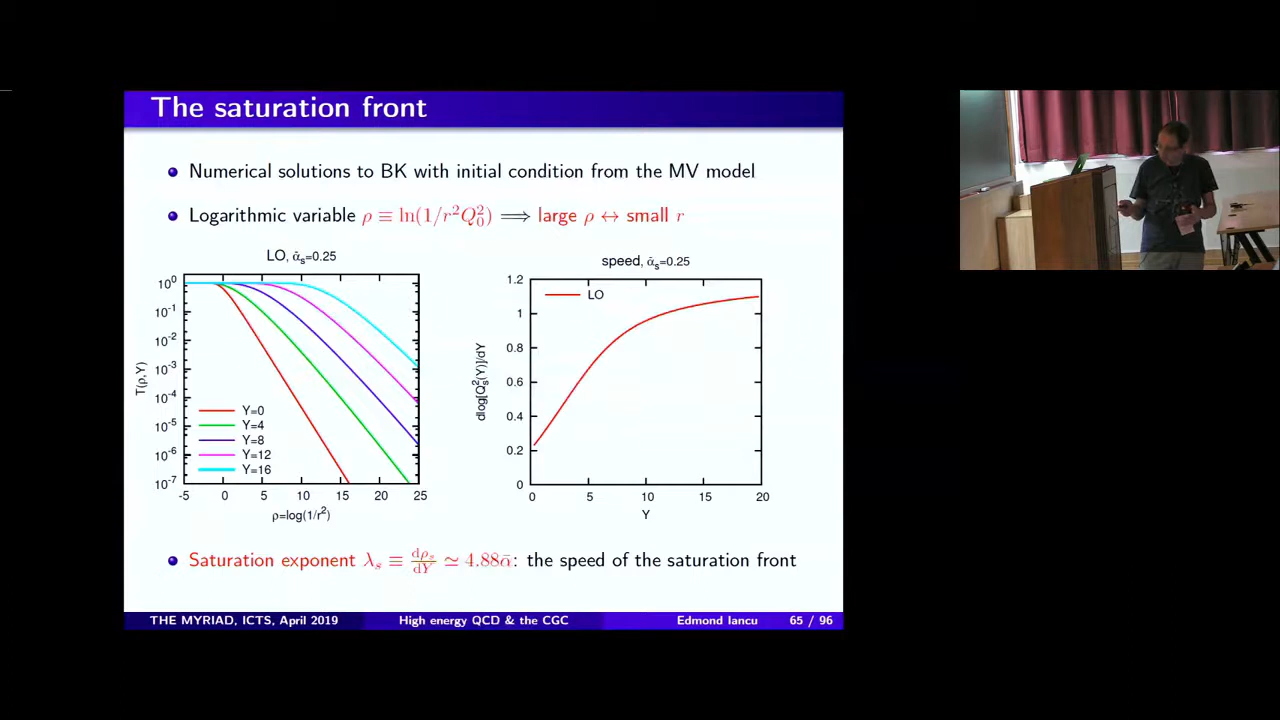 The saturation front
Numerical solutions to BK with initial condition from the MV model
Logarithmic variable ρ ≡ ln(1/r²Q₀²) ⟹ large ρ ↔ small r
LO, ᾱₛ=0.25
10⁰
10⁻¹
10⁻²
10⁻³
10⁻⁴
10⁻⁵
10⁻⁶
10⁻⁷
T(ρ,Y)
Y=0
Y=4
Y=8
Y=12
Y=16
-5 0 5 10 15 20 25
ρ=log(1/r²)
speed, ᾱₛ=0.25
LO
1.2
1
0.8
0.6
0.4
0.2
0
dlog[Qₛ²(Y)]/dY
0 5 10 15 20
Y
Saturation exponent λₛ ≡ dρₛ/dY ≃ 4.88ᾱ: the speed of the saturation front
THE MYRIAD, ICTS, April 2019 High energy QCD & the CGC Edmond Iancu 65 / 96